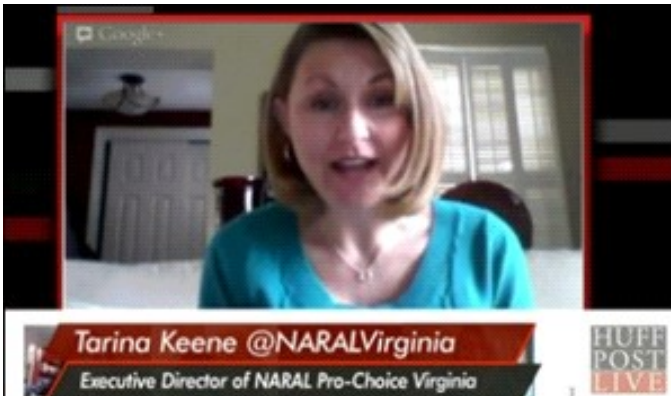 Google+
Tarina Keene @NARALVirginia
Executive Director of NARAL Pro-Choice Virginia
HUFF
POST
LIVE